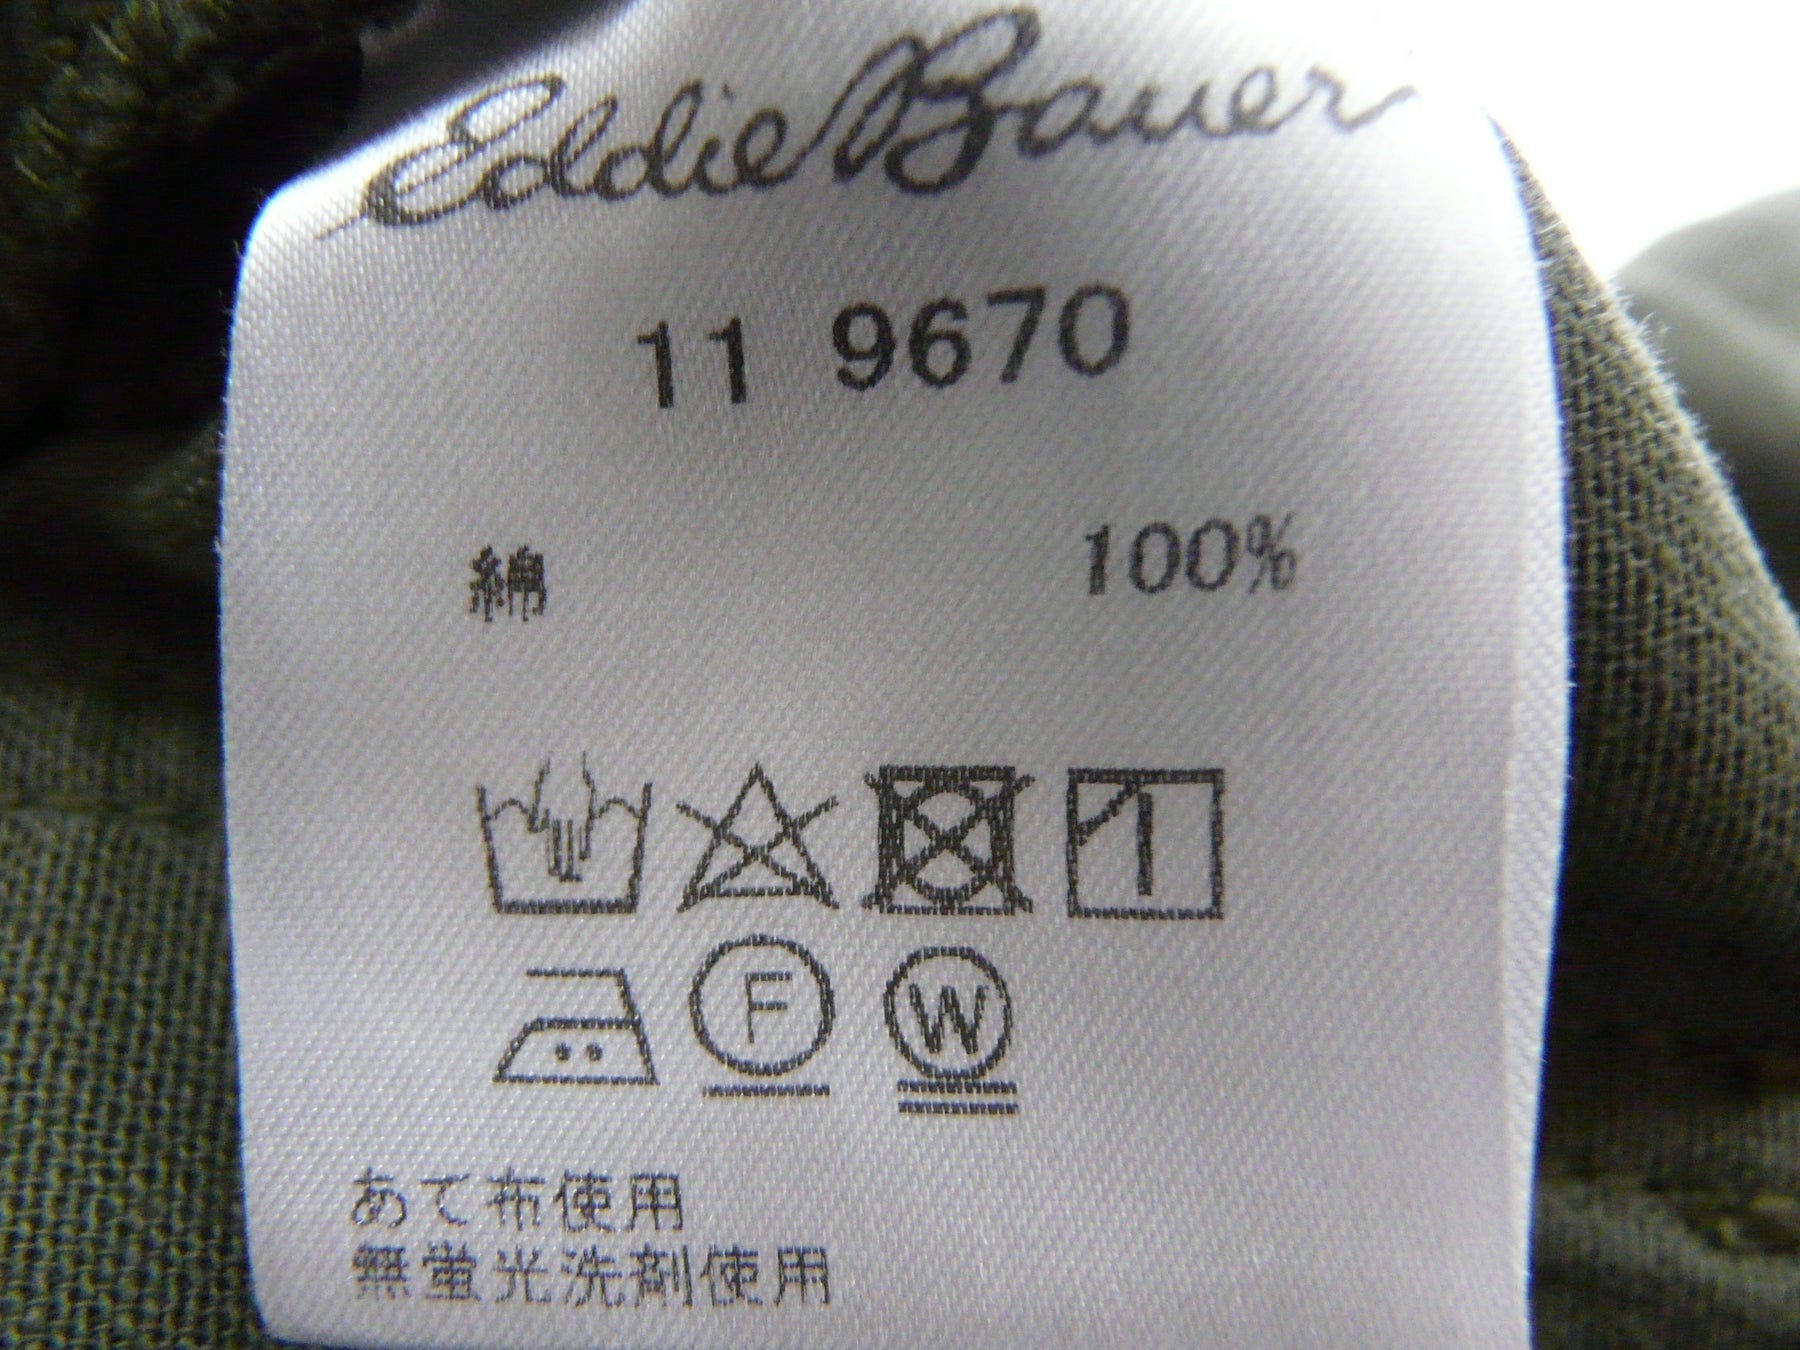 Eddie Bauer
11 9670
綿 100%
F W
あて布使用
無蛍光洗剤使用